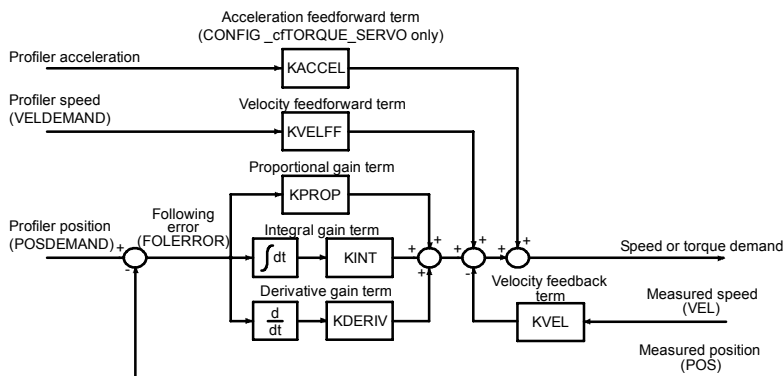 Acceleration feedforward term
(CONFIG _cfTORQUE_SERVO only)
Profiler acceleration
KACCEL
Profiler speed
(VELDEMAND)
Velocity feedforward term
KVELFF
Proportional gain term
KPROP
Profiler position
(POSDEMAND)
+
-
Following
error
(FOLERROR)
Integral gain term
∫dt
KINT
+
+
+
+
+
-
+
+
Speed or torque demand
Derivative gain term
d
dt
KDERIV
Velocity feedback
term
KVEL
Measured speed
(VEL)
Measured position
(POS)